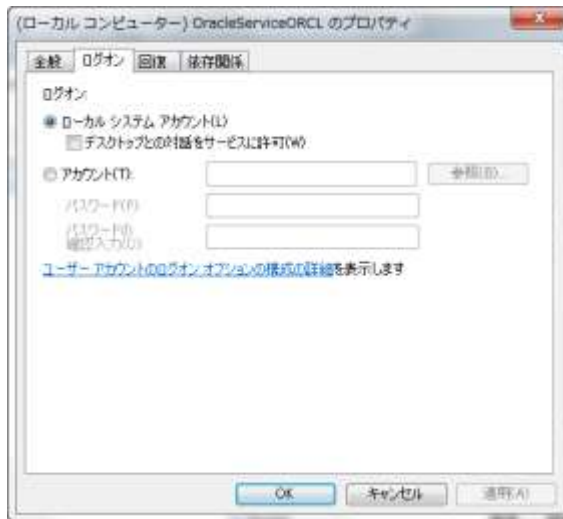 (ローカル コンピューター) OracleServiceORCL のプロパティ
全般 ログオン 回復 依存関係
ログオン:
ローカル システム アカウント(L)
デスクトップとの対話をサービスに許可(W)
アカウント(T): 参照(B)...
パスワード(P):
パスワードの
確認入力(C):
ユーザー アカウントのログオン オプションの構成の詳細を表示します
OK キャンセル 適用(A)